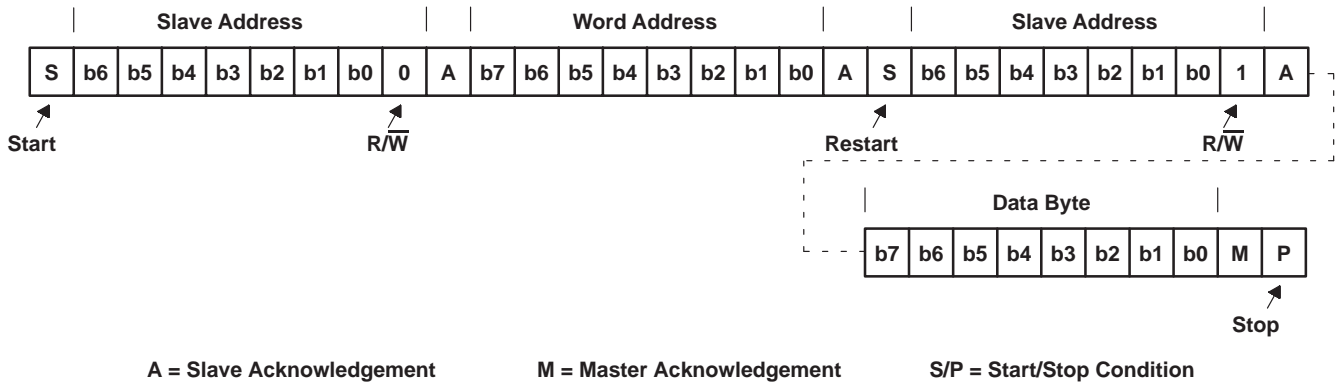 Slave Address Word Address Slave Address
S b6 b5 b4 b3 b2 b1 b0 0 A b7 b6 b5 b4 b3 b2 b1 b0 A S b6 b5 b4 b3 b2 b1 b0 1 A
Start R/W̅ Restart R/W̅
Data Byte
b7 b6 b5 b4 b3 b2 b1 b0 M P
Stop
A = Slave Acknowledgement M = Master Acknowledgement S/P = Start/Stop Condition